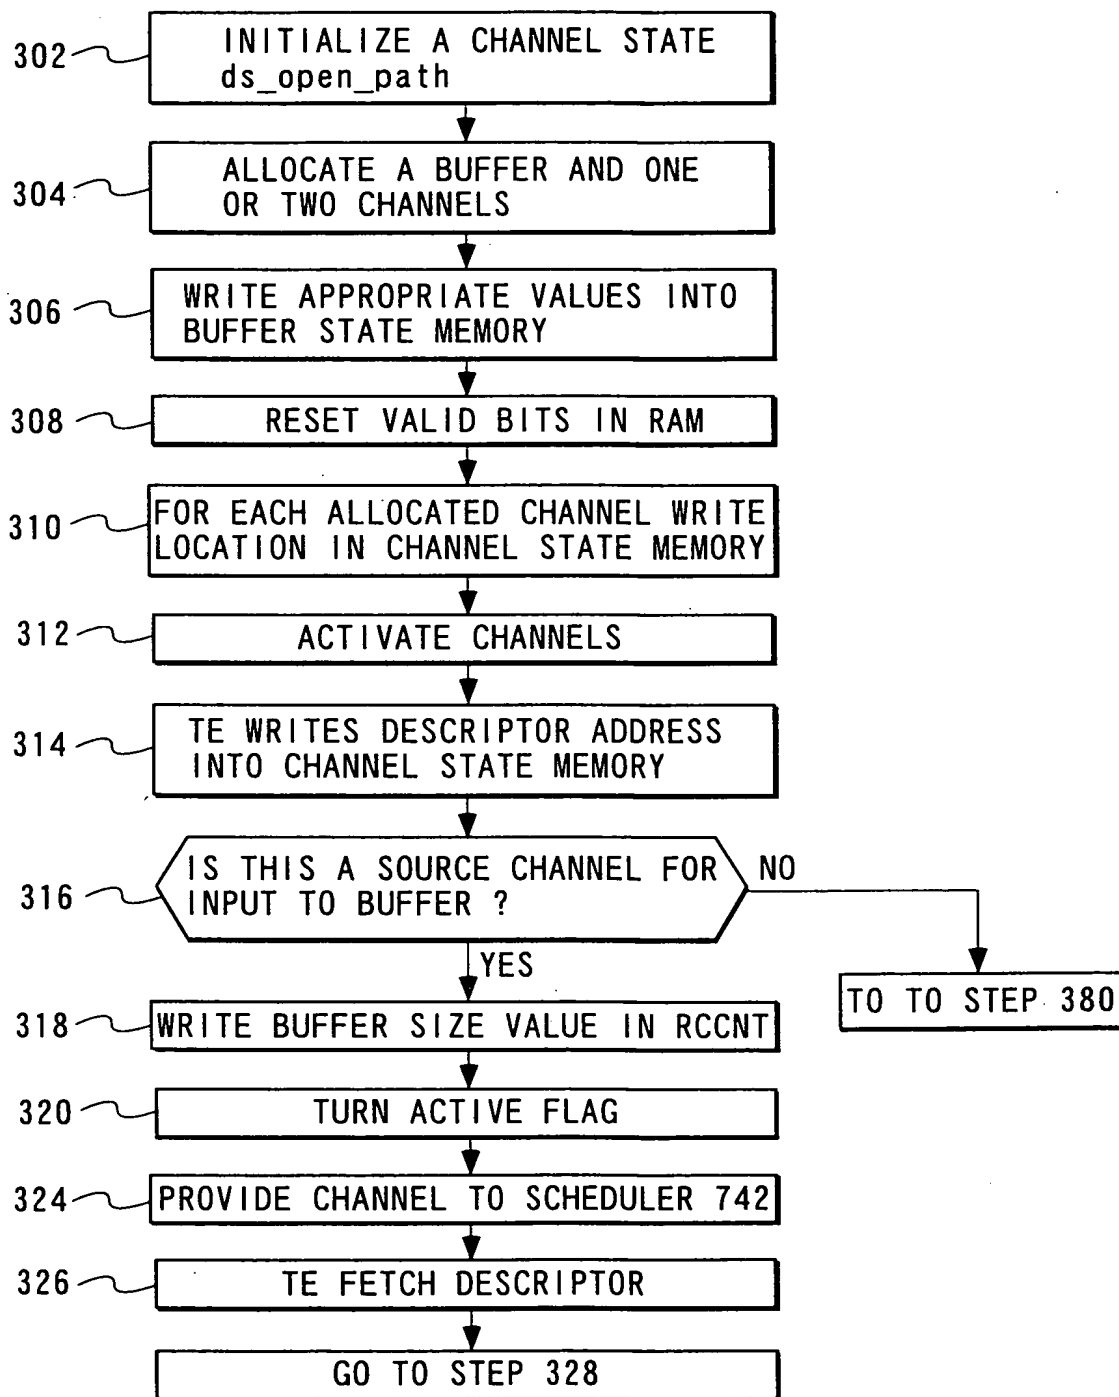 302
INITIALIZE A CHANNEL STATE
ds_open_path
304
ALLOCATE A BUFFER AND ONE
OR TWO CHANNELS
306
WRITE APPROPRIATE VALUES INTO
BUFFER STATE MEMORY
308
RESET VALID BITS IN RAM
310
FOR EACH ALLOCATED CHANNEL WRITE
LOCATION IN CHANNEL STATE MEMORY
312
ACTIVATE CHANNELS
314
TE WRITES DESCRIPTOR ADDRESS
INTO CHANNEL STATE MEMORY
316
IS THIS A SOURCE CHANNEL FOR
INPUT TO BUFFER ?
NO
YES
TO TO STEP 380
318
WRITE BUFFER SIZE VALUE IN RCCNT
320
TURN ACTIVE FLAG
324
PROVIDE CHANNEL TO SCHEDULER 742
326
TE FETCH DESCRIPTOR
GO TO STEP 328